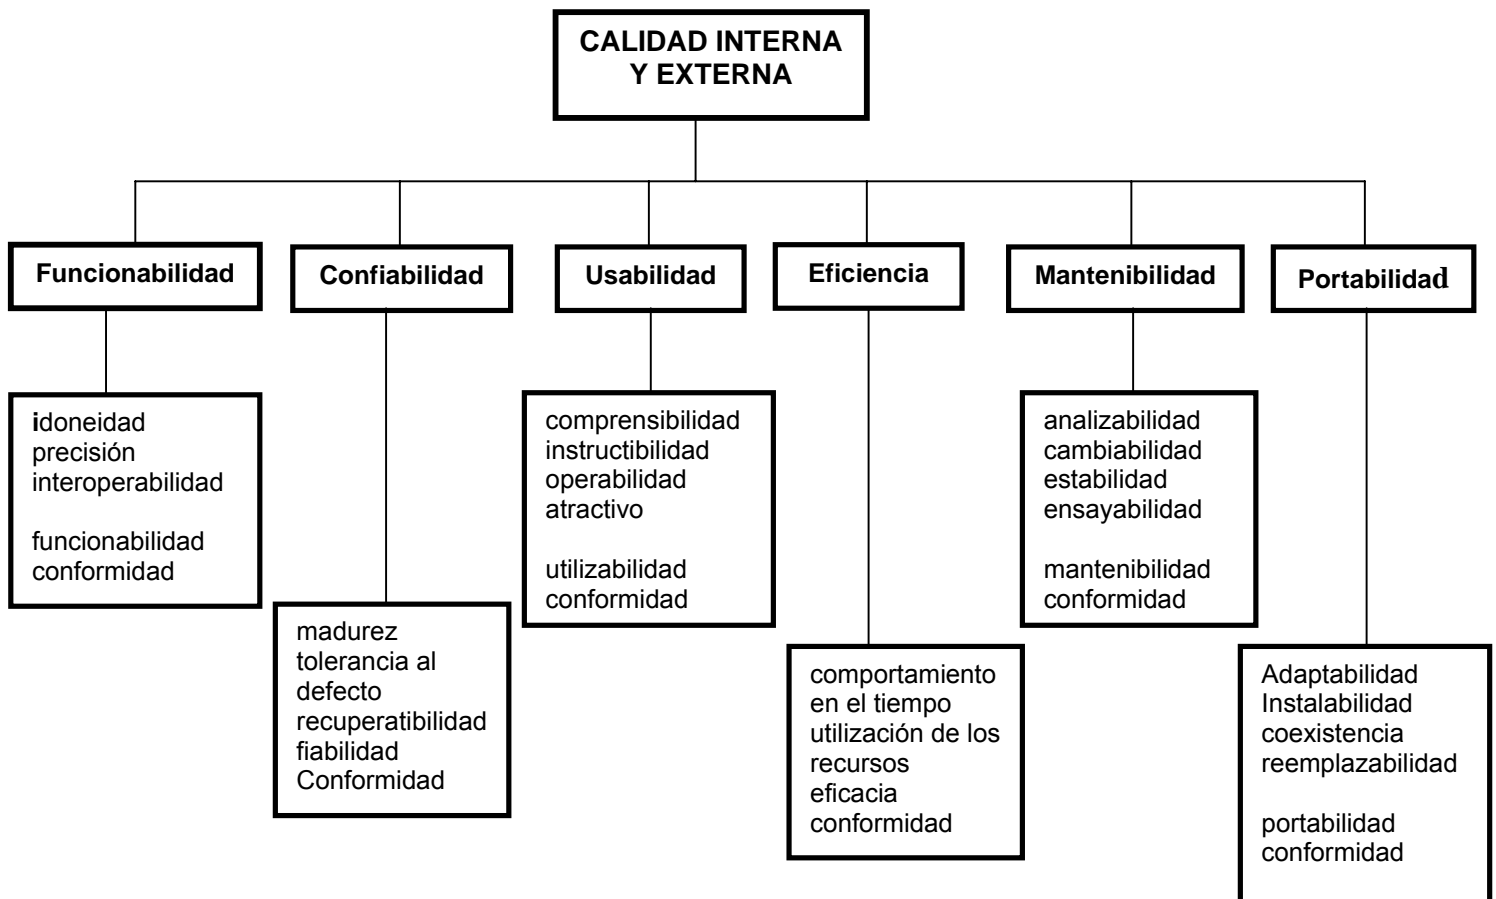 CALIDAD INTERNA
Y EXTERNA
Funcionabilidad
Confiabilidad
Usabilidad
Eficiencia
Mantenibilidad
Portabilidad
idoneidad
precisión
interoperabilidad
funcionabilidad
conformidad
madurez
tolerancia al
defecto
recuperatibilidad
fiabilidad
Conformidad
comprensibilidad
instructibilidad
operabilidad
atractivo
utilizabilidad
conformidad
comportamiento
en el tiempo
utilización de los
recursos
eficacia
conformidad
analizabilidad
cambiabilidad
estabilidad
ensayabilidad
mantenibilidad
conformidad
Adaptabilidad
Instalabilidad
coexistencia
reemplazabilidad
portabilidad
conformidad